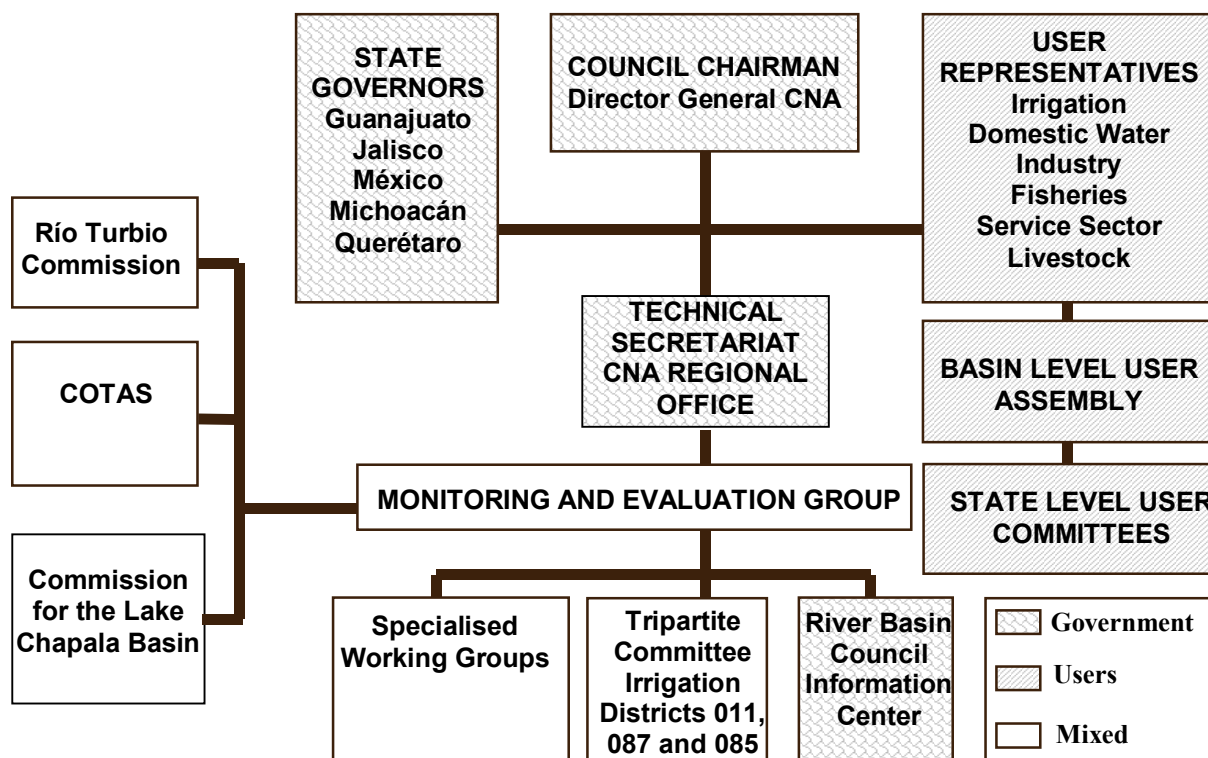 STATE
GOVERNORS
Guanajuato
Jalisco
México
Michoacán
Querétaro
COUNCIL CHAIRMAN
Director General CNA
USER
REPRESENTATIVES
Irrigation
Domestic Water
Industry
Fisheries
Service Sector
Livestock
Río Turbio
Commission
TECHNICAL
SECRETARIAT
CNA REGIONAL
OFFICE
BASIN LEVEL USER
ASSEMBLY
COTAS
MONITORING AND EVALUATION GROUP
STATE LEVEL USER
COMMITTEES
Commission
for the Lake
Chapala Basin
Specialised
Working Groups
Tripartite
Committee
Irrigation
Districts 011,
087 and 085
River Basin
Council
Information
Center
Government
Users
Mixed